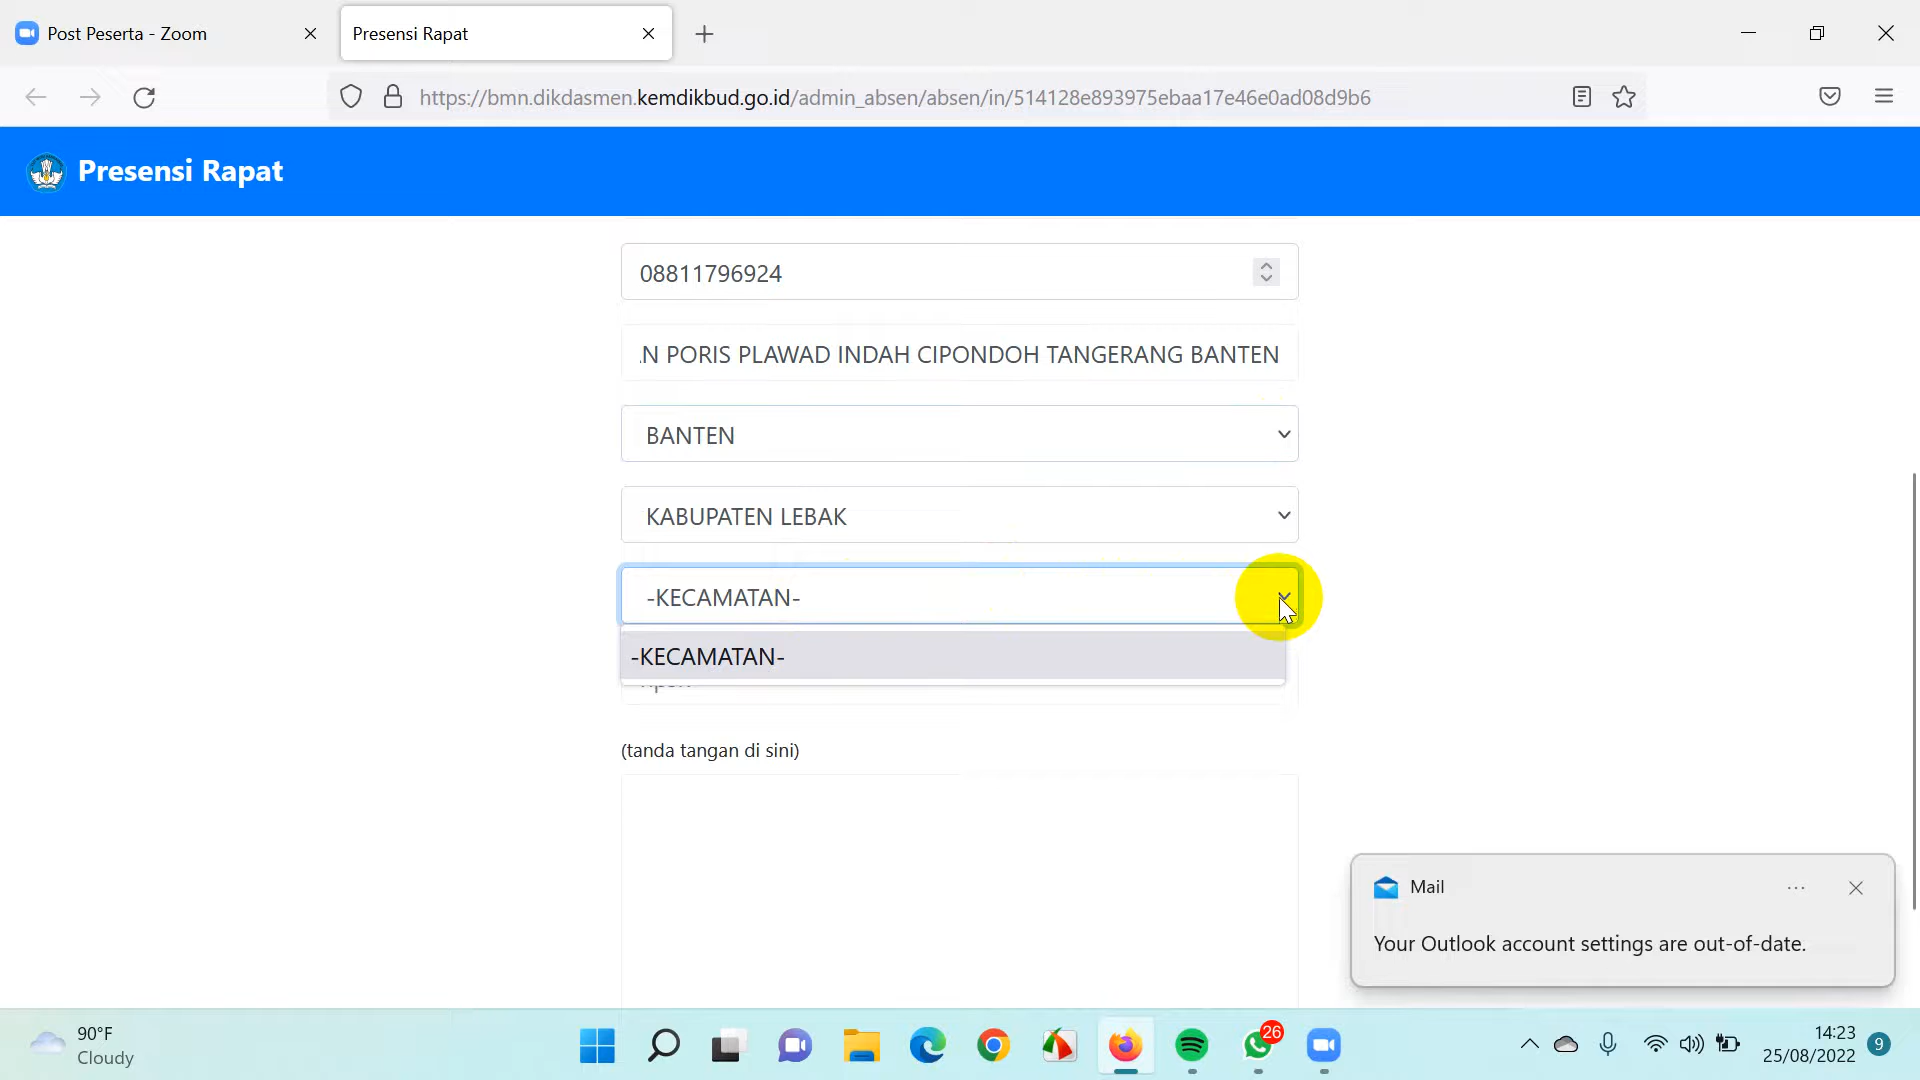 Post Peserta - Zoom
Presensi Rapat
https://bmn.dikdasmen.kemdikbud.go.id/admin_absen/absen/in/514128e893975ebaa17e46e0ad08d9b6
Presensi Rapat
08811796924
N PORIS PLAWAD INDAH CIPONDOH TANGERANG BANTEN
BANTEN
KABUPATEN LEBAK
-KECAMATAN-
-KECAMATAN-
(tanda tangan di sini)
Mail
Your Outlook account settings are out-of-date.
90°F
Cloudy
26
14:23
25/08/2022
9